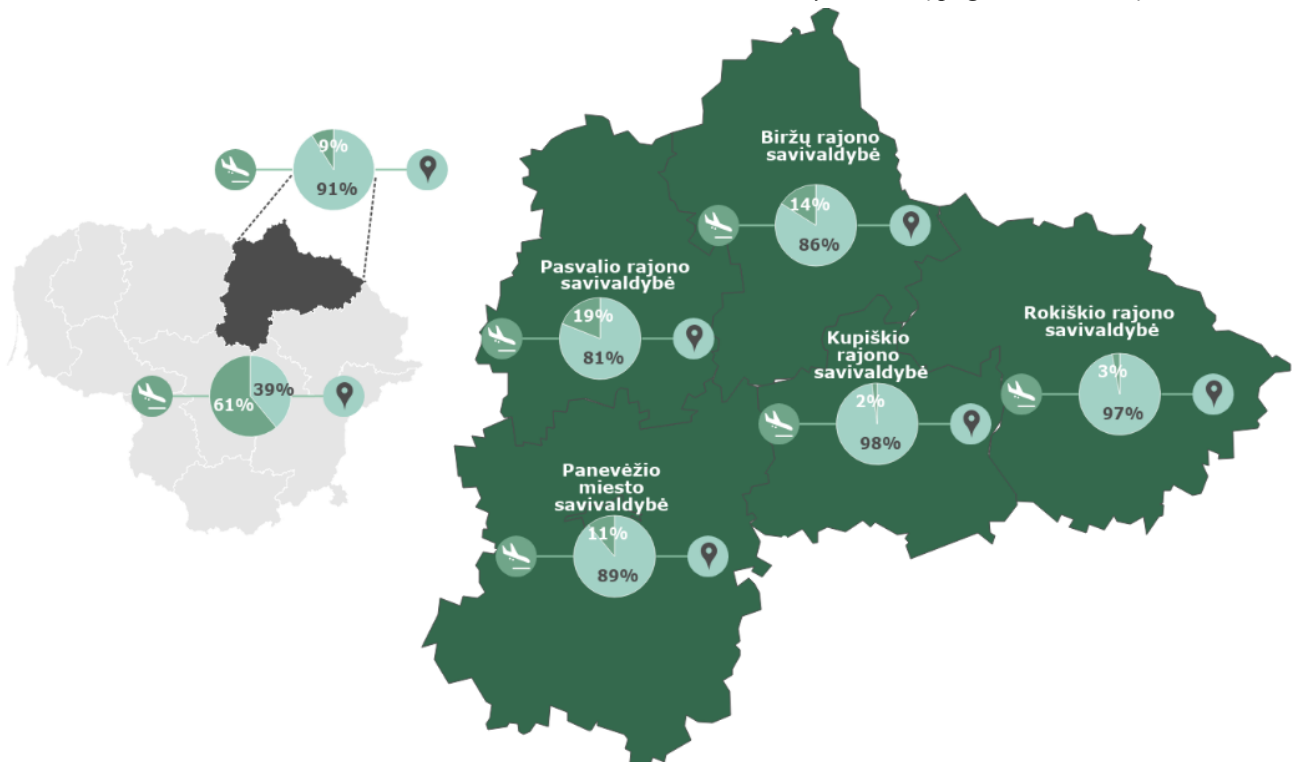 9%
91%
61%
39%
Biržų rajono
savivaldybė
14%
86%
Pasvalio rajono
savivaldybė
19%
81%
Kupiškio
rajono
savivaldybė
2%
98%
Rokiškio rajono
savivaldybė
3%
97%
Panevėžio
miesto
savivaldybė
11%
89%